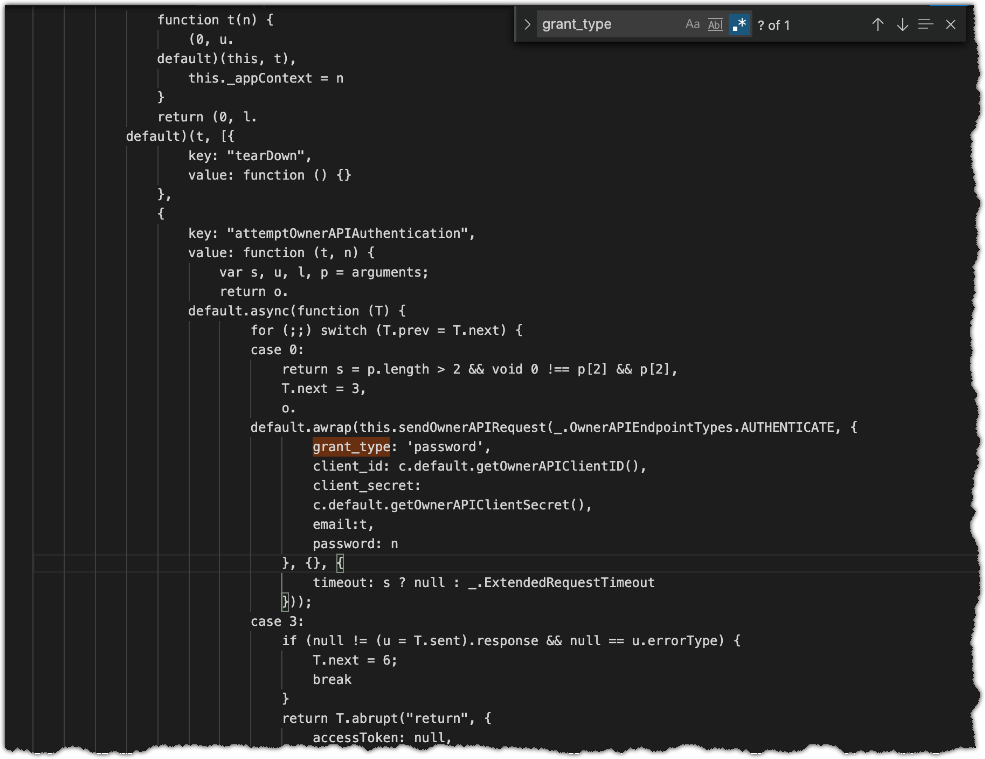 grant_type Aa Abl .* ? of 1
function t(n) {
(0, u.
default)(this, t),
this._appContext = n
}
return (0, l.
default)(t, [{
key: "tearDown",
value: function () {}
},
{
key: "attemptOwnerAPIAuthentication",
value: function (t, n) {
var s, u, l, p = arguments;
return o.
default.async(function (T) {
for (;;) switch (T.prev = T.next) {
case 0:
return s = p.length > 2 && void 0 !== p[2] && p[2],
T.next = 3,
o.
default.awrap(this.sendOwnerAPIRequest(_.OwnerAPIEndpointTypes.AUTHENTICATE, {
grant_type: 'password',
client_id: c.default.getOwnerAPIClientID(),
client_secret:
c.default.getOwnerAPIClientSecret(),
email:t,
password: n
}, {}, {
timeout: s ? null : _.ExtendedRequestTimeout
}));
case 3:
if (null != (u = T.sent).response && null == u.errorType) {
T.next = 6;
break
}
return T.abrupt("return", {
accessToken: null,